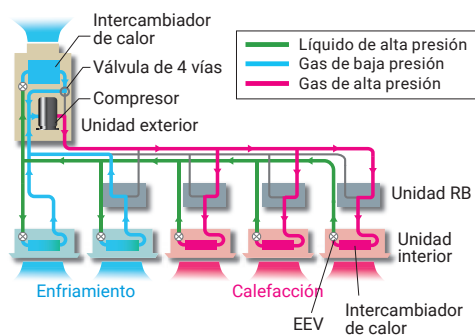 Intercambiador
de calor
Válvula de 4 vías
Compresor
Unidad exterior
Líquido de alta presión
Gas de baja presión
Gas de alta presión
Unidad RB
Unidad
interior
Enfriamiento
Calefacción
EEV
Intercambiador
de calor